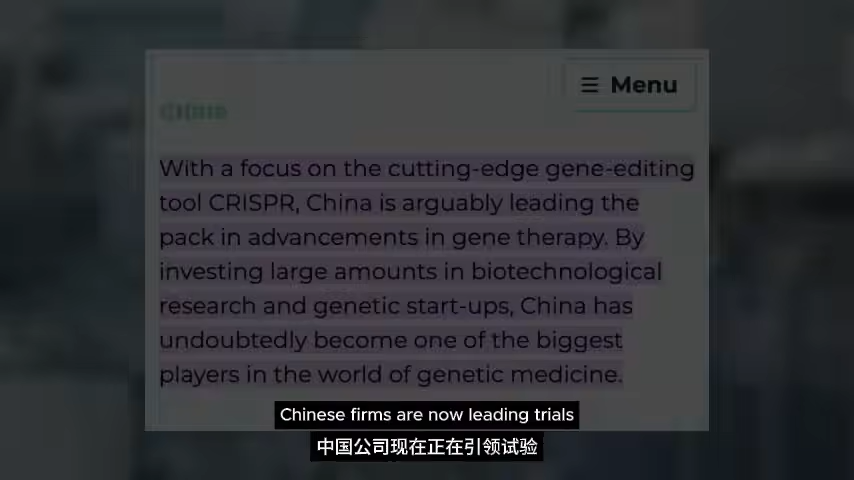 ☰ Menu
China
With a focus on the cutting-edge gene-editing
tool CRISPR, China is arguably leading the
pack in advancements in gene therapy. By
investing large amounts in biotechnological
research and genetic start-ups, China has
undoubtedly become one of the biggest
players in the world of genetic medicine.
Chinese firms are now leading trials
中国公司现在正在引领试验